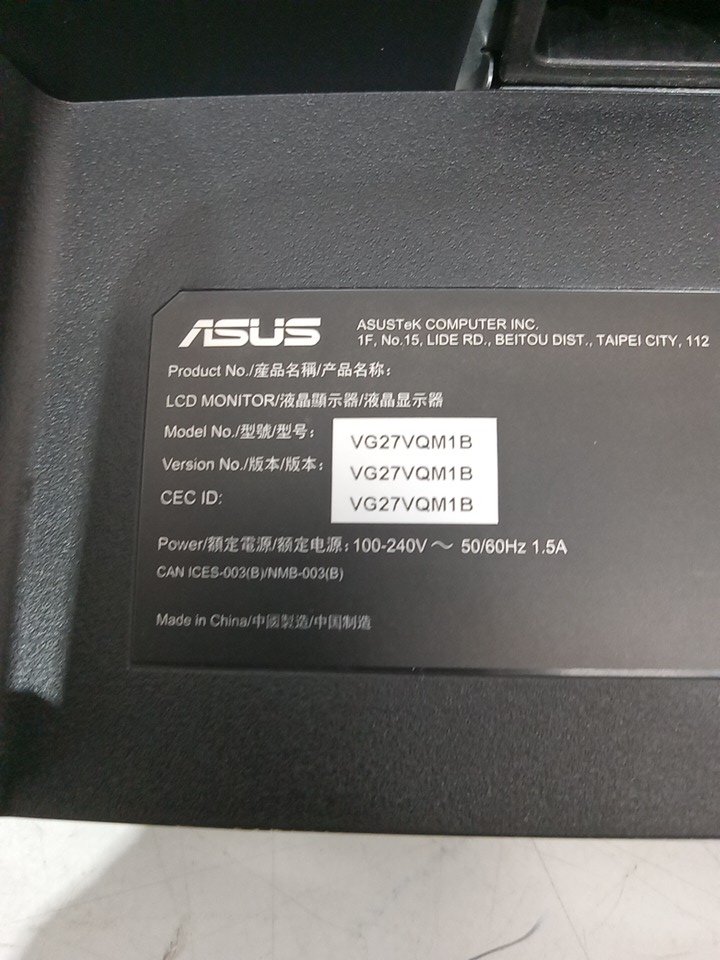 ASUS
ASUSTeK COMPUTER INC.
1F, No.15, LIDE RD., BEITOU DIST., TAIPEI CITY, 112
Product No./産品名稱/产品名称:
LCD MONITOR/液晶顯示器/液晶显示器
Model No./型號/型号: VG27VQM1B
Version No./版本/版本: VG27VQM1B
CEC ID: VG27VQM1B
Power/額定電源/额定电源: 100-240V ~ 50/60Hz 1.5A
CAN ICES-003(B)/NMB-003(B)
Made in China/中國製造/中国制造